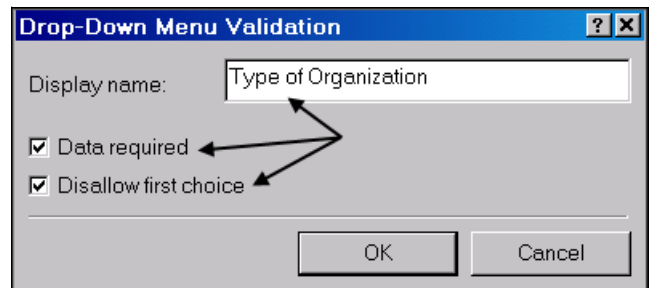 Drop-Down Menu Validation
Display name: Type of Organization
Data required
Disallow first choice
OK Cancel